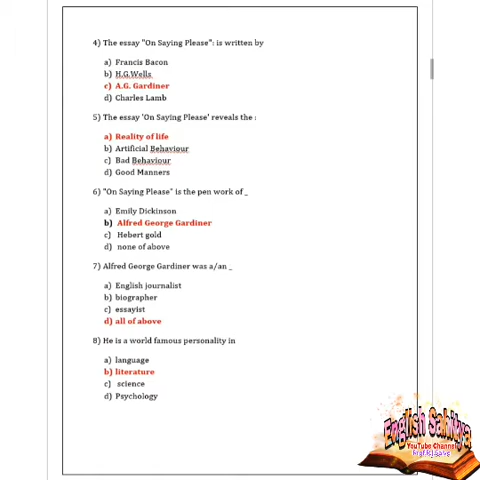 4) The essay "On Saying Please": is written by
a) Francis Bacon
b) H.G.Wells
c) A.G. Gardiner
d) Charles Lamb
5) The essay 'On Saying Please' reveals the :
a) Reality of life
b) Artificial Behaviour
c) Bad Behaviour
d) Good Manners
6) "On Saying Please" is the pen work of _
a) Emily Dickinson
b) Alfred George Gardiner
c) Hebert gold
d) none of above
7) Alfred George Gardiner was a/an _
a) English journalist
b) biographer
c) essayist
d) all of above
8) He is a world famous personality in
a) language
b) literature
c) science
d) Psychology
English Sahitya
YouTube Channel